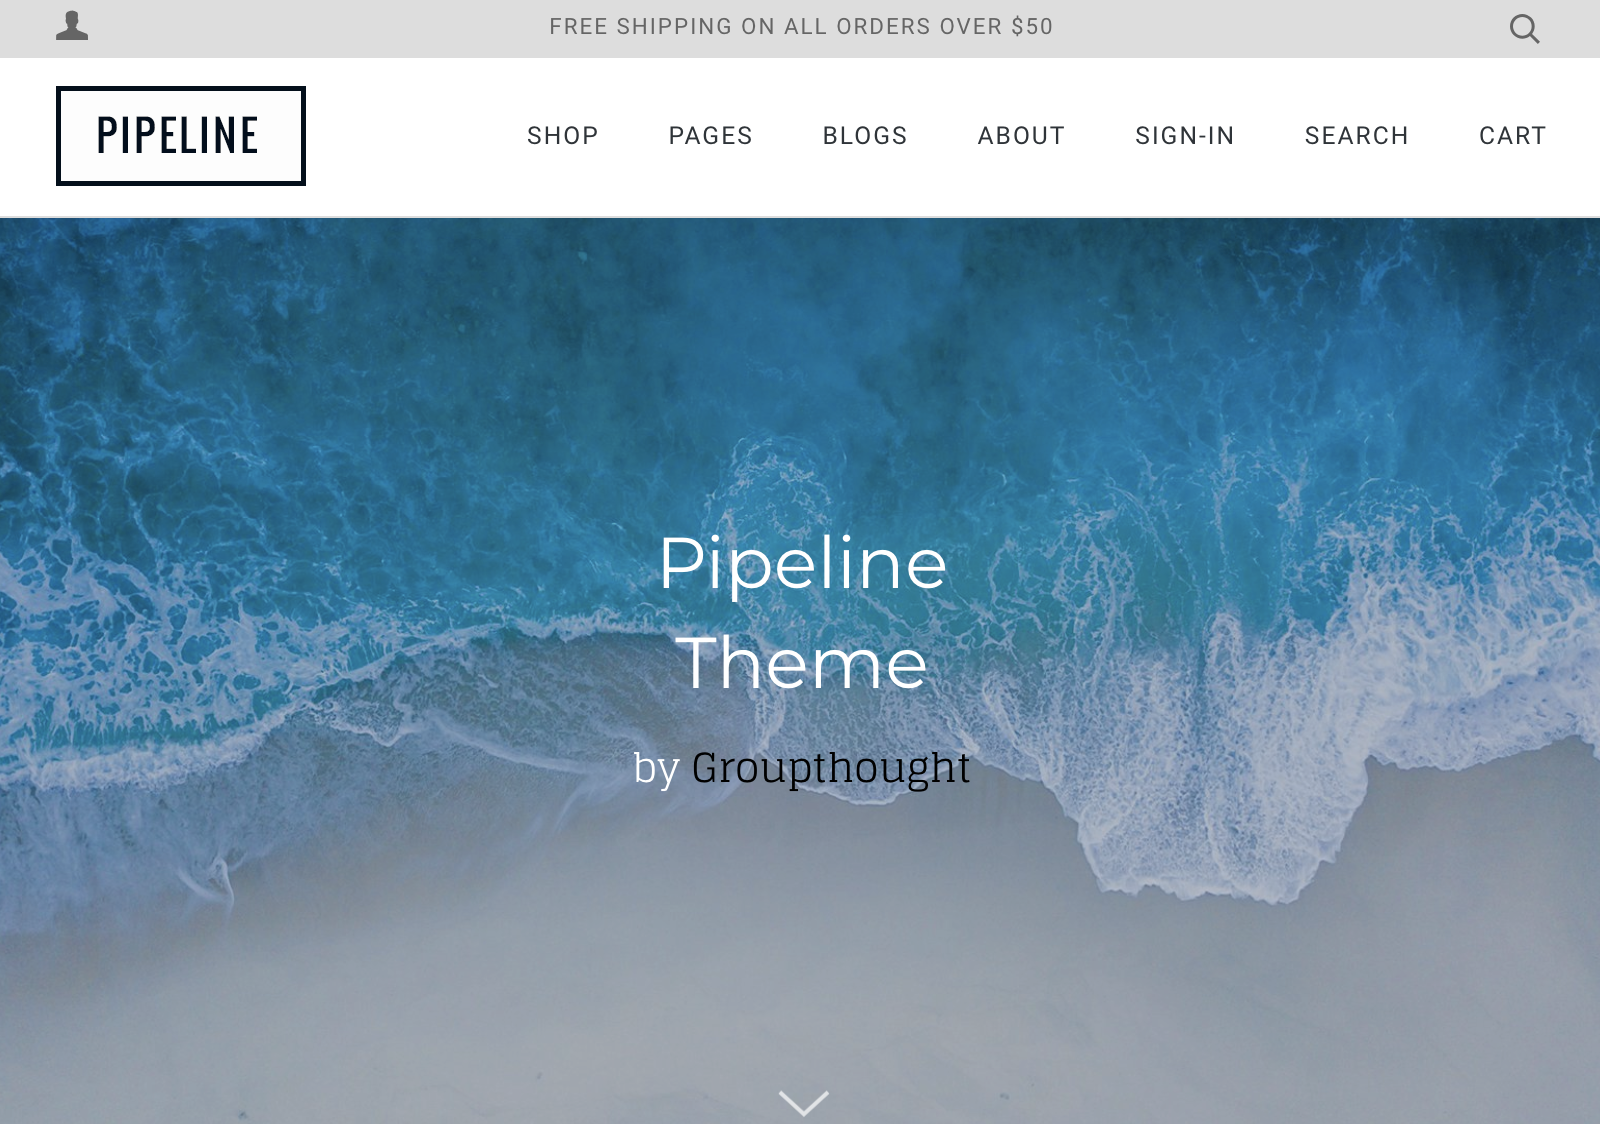 FREE SHIPPING ON ALL ORDERS OVER $50
PIPELINE
SHOP PAGES BLOGS ABOUT SIGN-IN SEARCH CART
Pipeline
Theme
by Groupthought